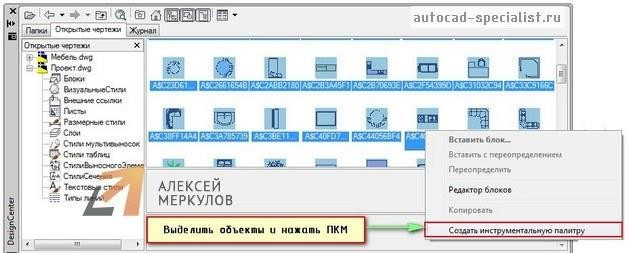 autocad-specialist.ru
Папки Открытые чертежи Журнал
Открытые чертежи
Мебель.dwg
Проект.dwg
Блоки
ВизуальныеСтили
Внешние ссылки
Листы
Размерные стили
Слои
Стили мультивыносок
Стили таблиц
СтилиВыносногоЭлемен
СтилиСечения
Текстовые стили
Типы линий
A$C23D61... A$C2661654B A$C2ABB2180 A$C2B3A45F1 A$C2B70693E A$C2F54399D A$C31032C94 A$C33C9166C
A$C38FF14A4 A$C3A785739 A$C3BE11... A$C40FD7... A$C44056BF4
Вставить блок...
Вставить с переопределением
Переопределить
Редактор блоков
Копировать
Создать инструментальную палитру
АЛЕКСЕЙ
МЕРКУЛОВ
Выделить объекты и нажать ПКМ
DesignCenter